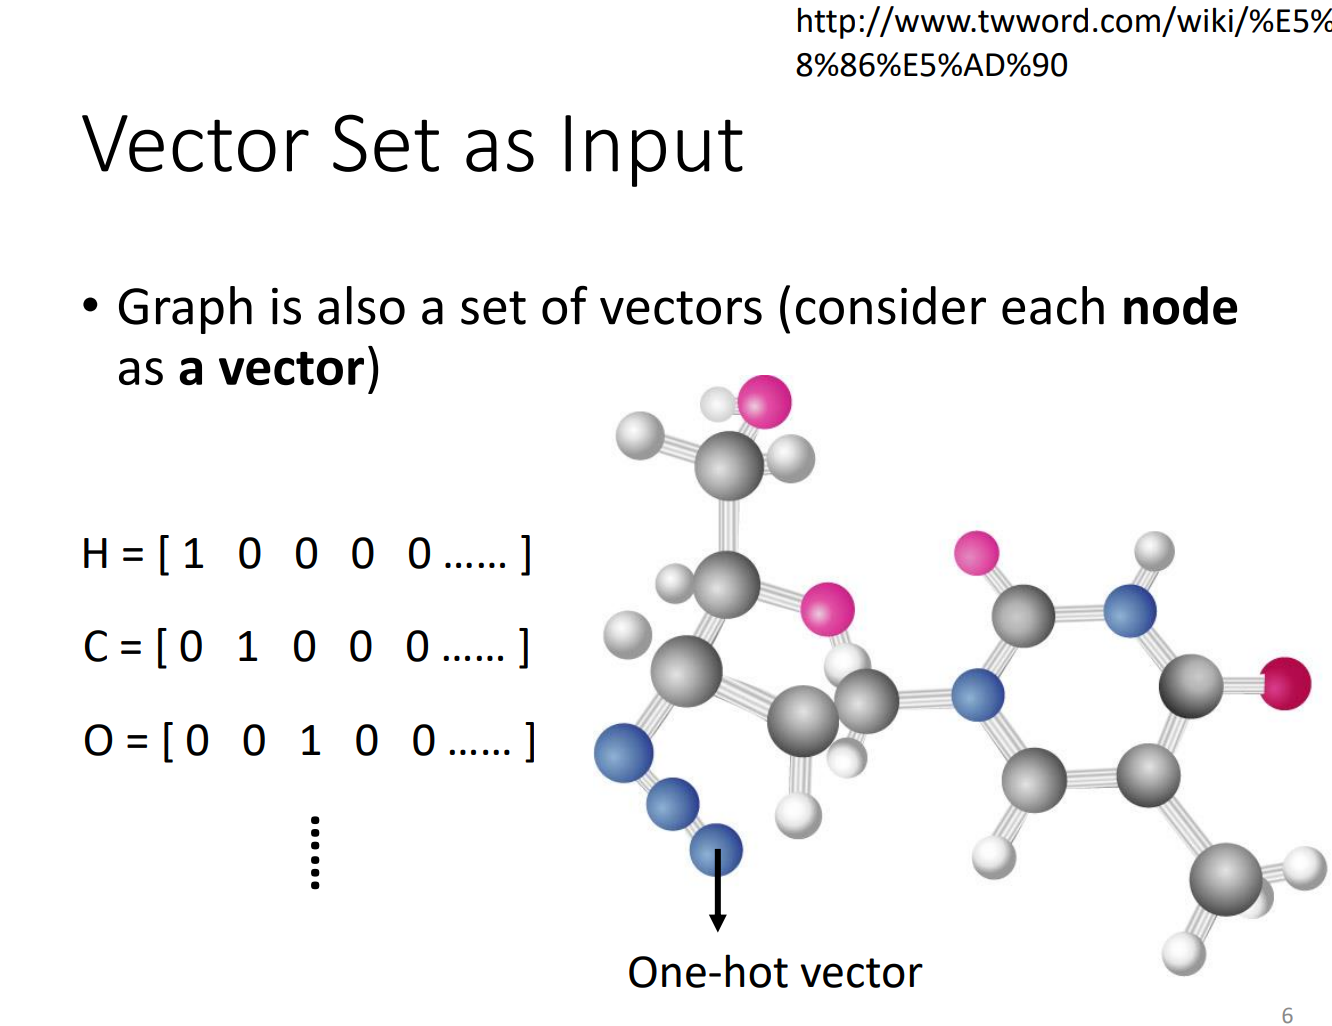 http://www.twword.com/wiki/%E5%
8%86%E5%AD%90
Vector Set as Input
• Graph is also a set of vectors (consider each node
as a vector)
H = [ 1 0 0 0 0 …… ]
C = [ 0 1 0 0 0 …… ]
O = [ 0 0 1 0 0 …… ]
……
One-hot vector
6